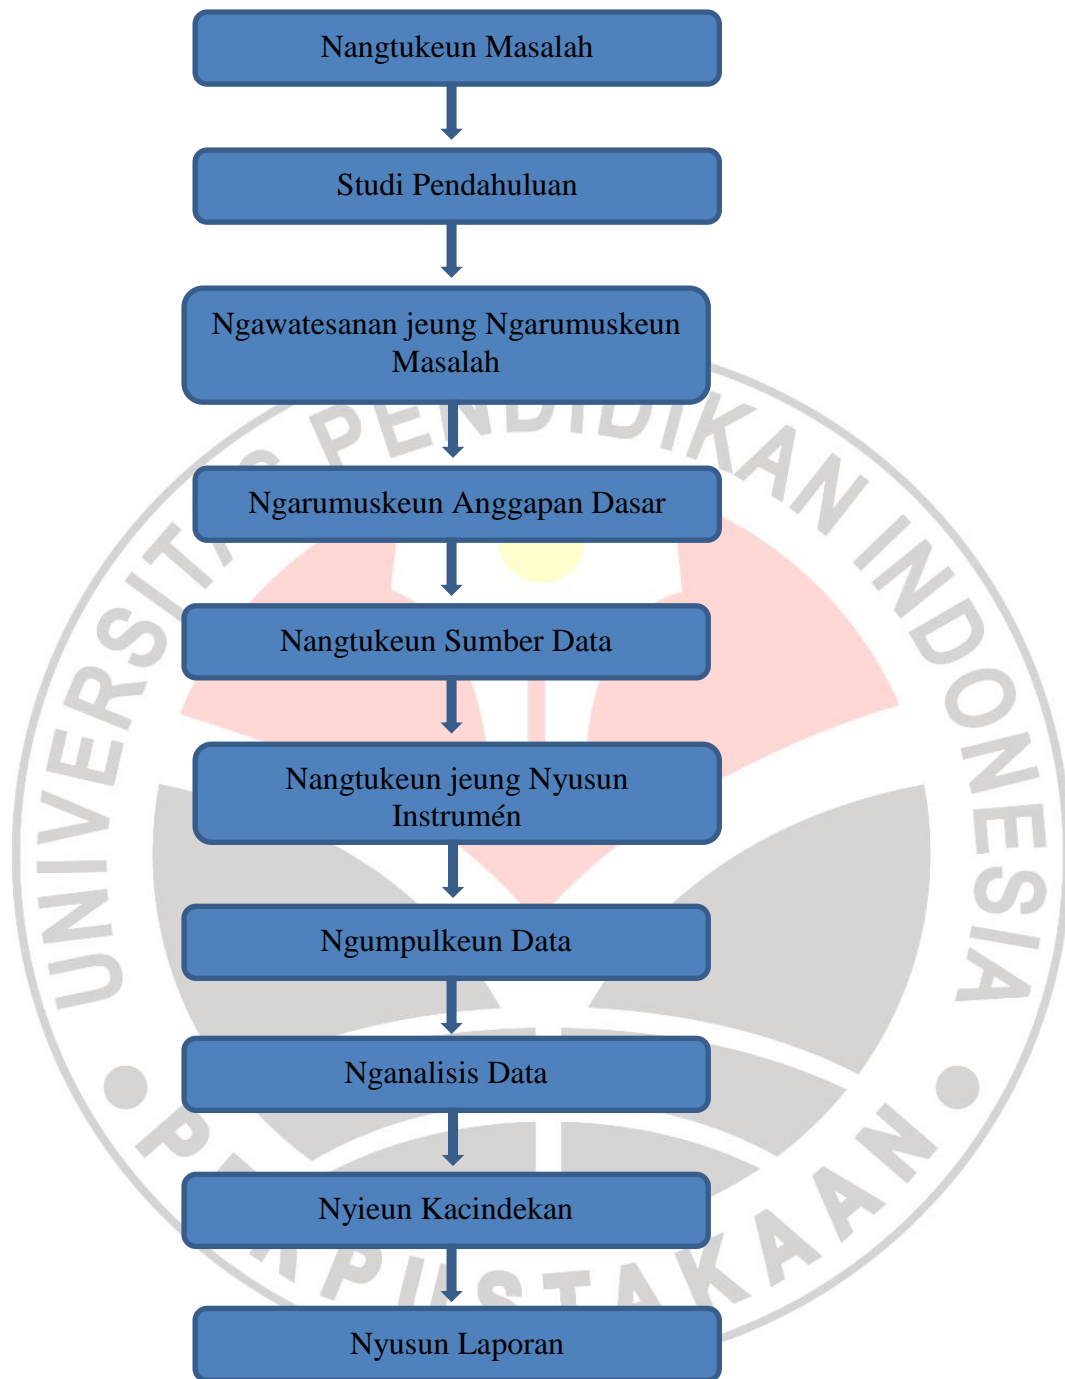 Nangtukeun Masalah
Studi Pendahuluan
Ngawatesanan jeung Ngarumuskeun
Masalah
Ngarumuskeun Anggapan Dasar
Nangtukeun Sumber Data
Nangtukeun jeung Nyusun
Instrumén
Ngumpulkeun Data
Nganalisis Data
Nyieun Kacindekan
Nyusun Laporan
UNIVERSITAS PENDIDIKAN INDONESIA
PERPUSTAKAAN